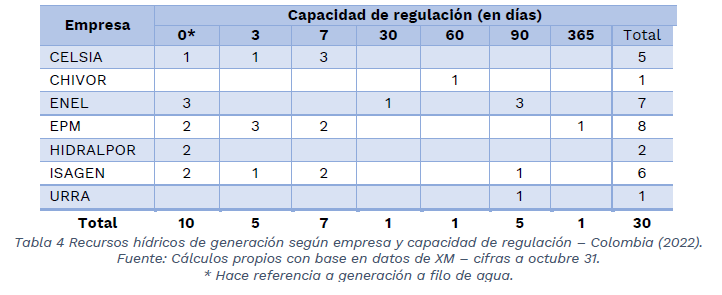 Empresa Capacidad de regulación (en días)
0* 3 7 30 60 90 365 Total
CELSIA 1 1 3 5
CHIVOR 1 1
ENEL 3 1 3 7
EPM 2 3 2 1 8
HIDRALPOR 2 2
ISAGEN 2 1 2 1 6
URRA 1 1
Total 10 5 7 1 1 5 1 30
Tabla 4 Recursos hídricos de generación según empresa y capacidad de regulación – Colombia (2022).
Fuente: Cálculos propios con base en datos de XM – cifras a octubre 31.
* Hace referencia a generación a filo de agua.